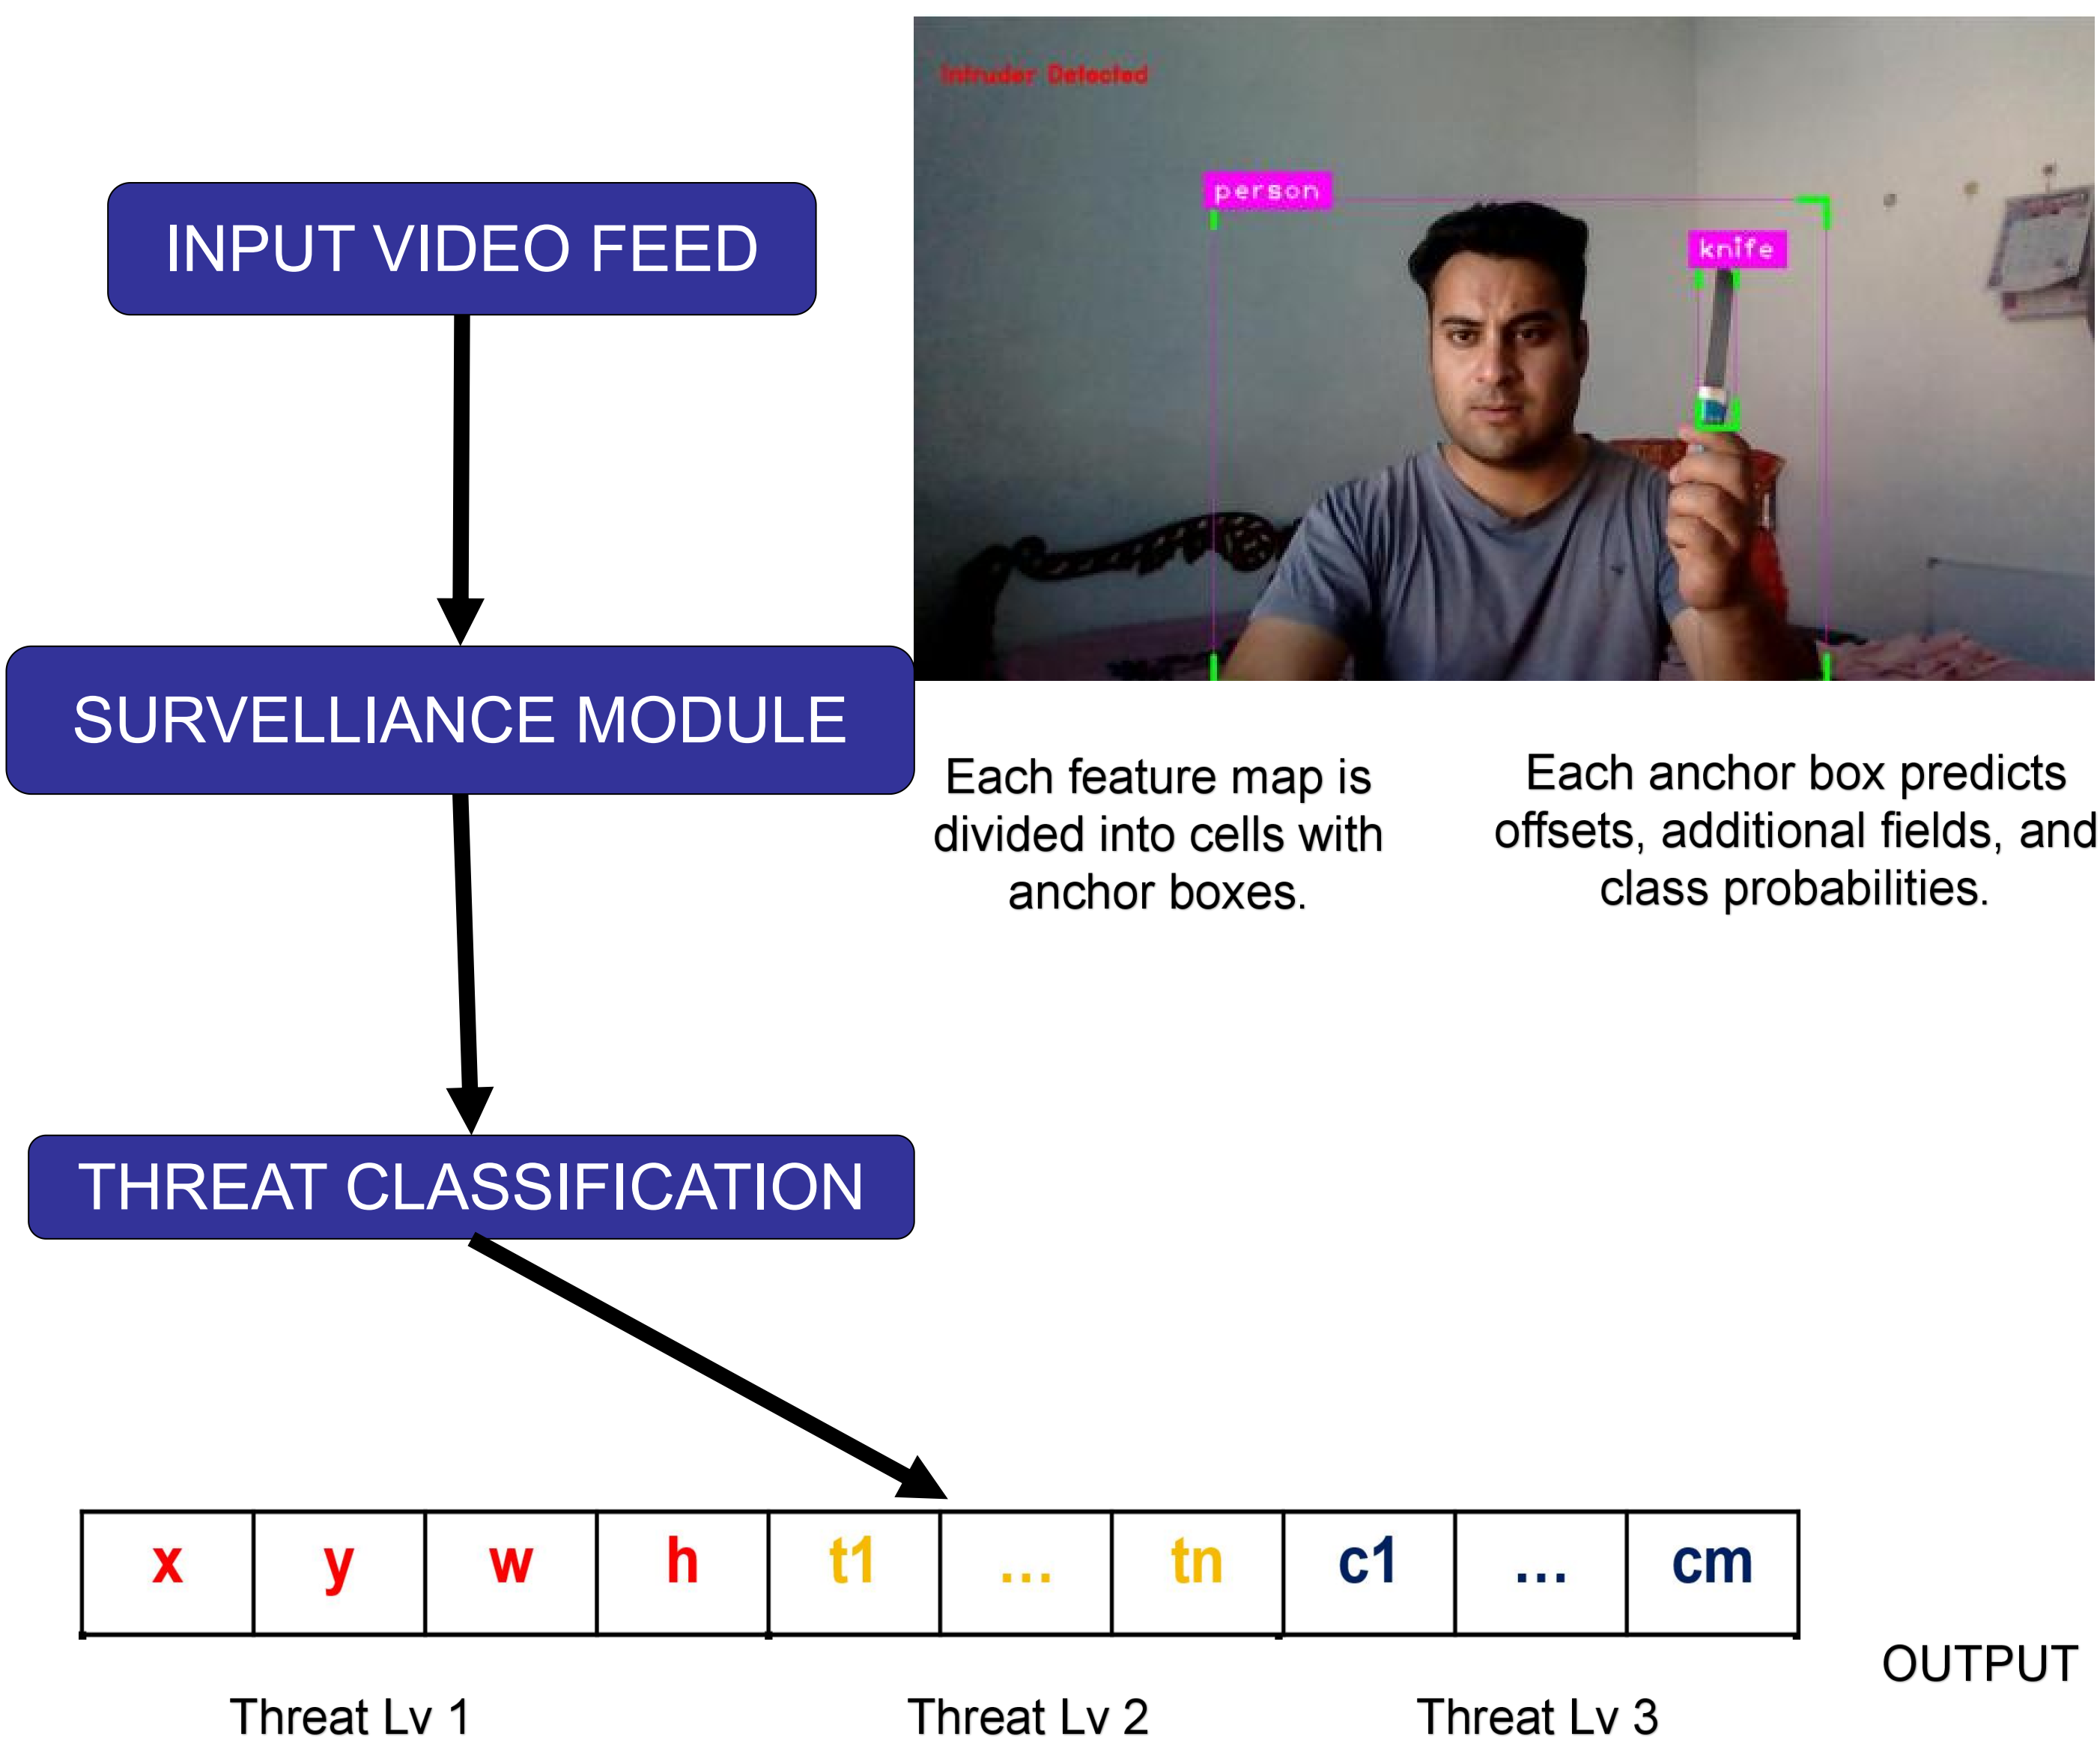 Intruder Detected
person
knife
INPUT VIDEO FEED
SURVELLIANCE MODULE
Each feature map is
divided into cells with
anchor boxes.
Each anchor box predicts
offsets, additional fields, and
class probabilities.
THREAT CLASSIFICATION
x y w h t1 ... tn c1 ... cm
OUTPUT
Threat Lv 1 Threat Lv 2 Threat Lv 3